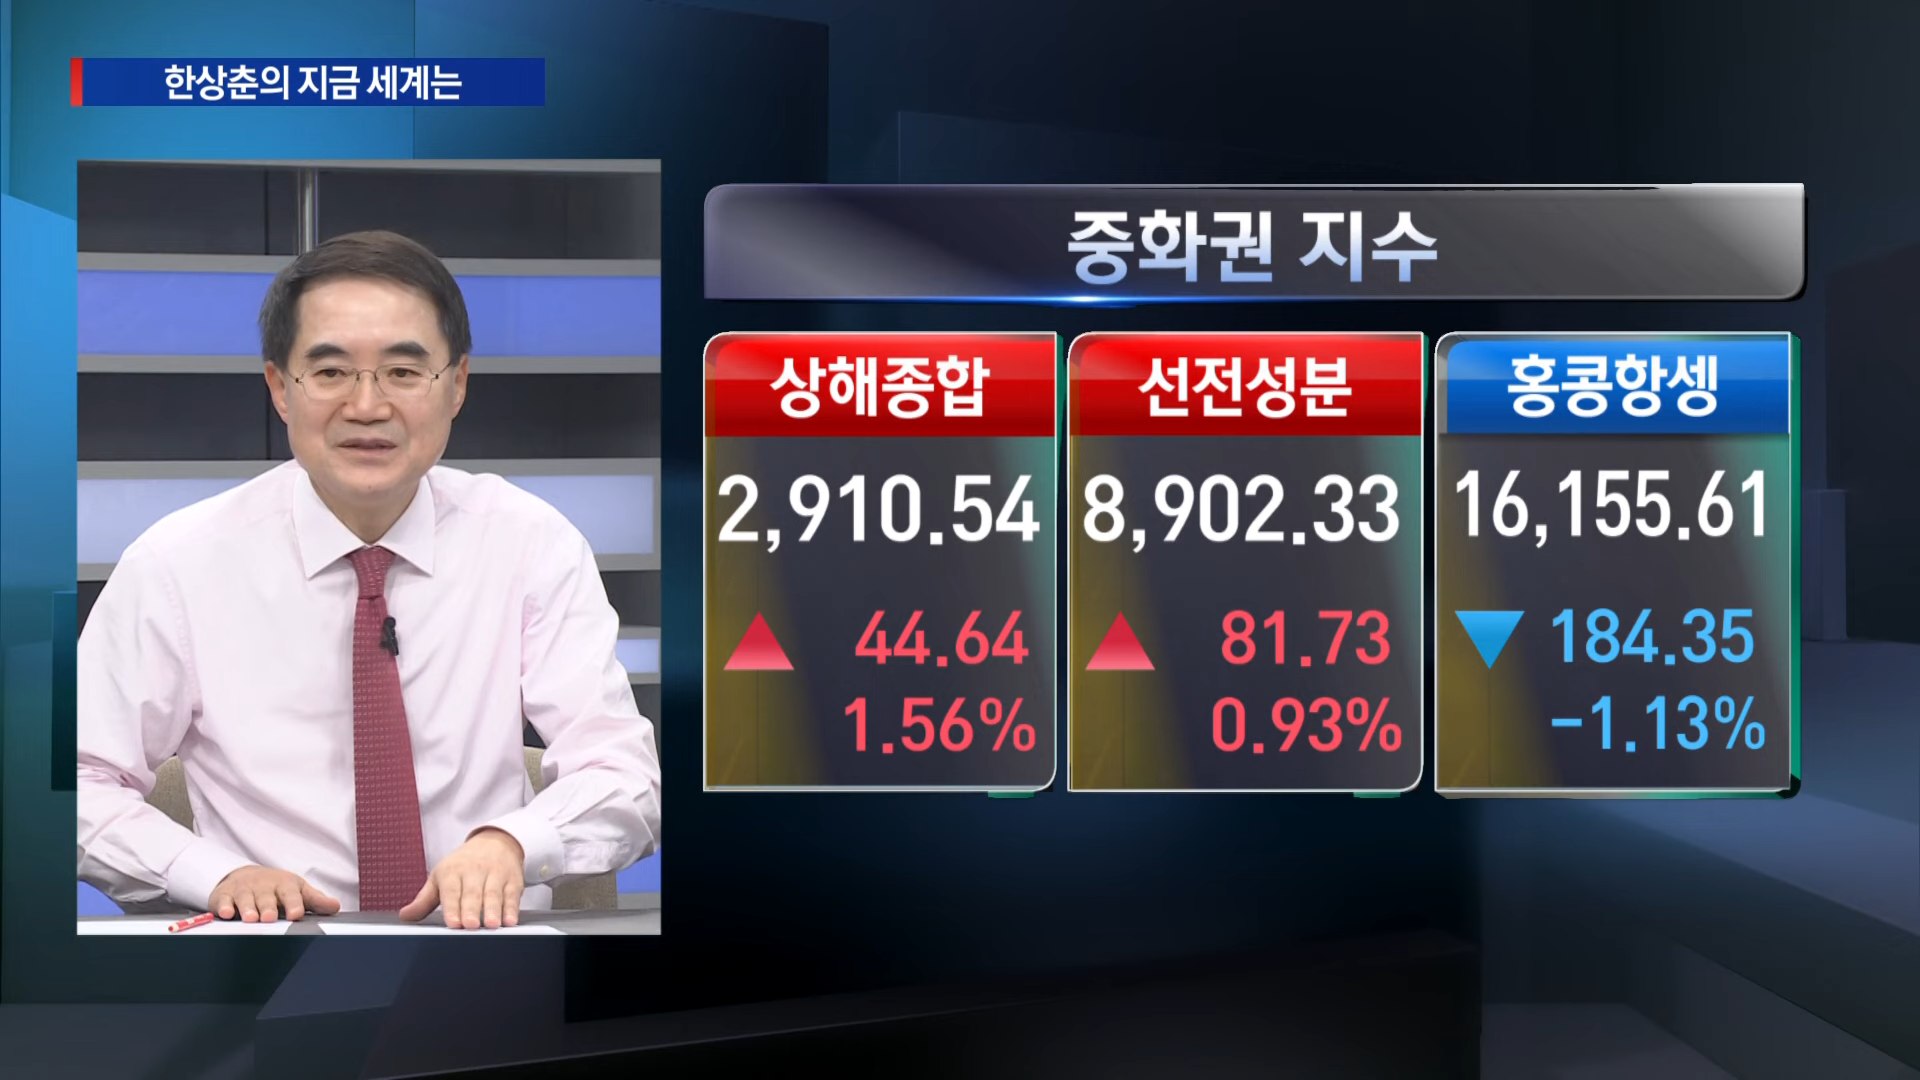 한상춘의 지금 세계는
중화권 지수
상해종합
2,910.54
▲ 44.64
1.56%
선전성분
8,902.33
▲ 81.73
0.93%
홍콩항셍
16,155.61
▼ 184.35
-1.13%